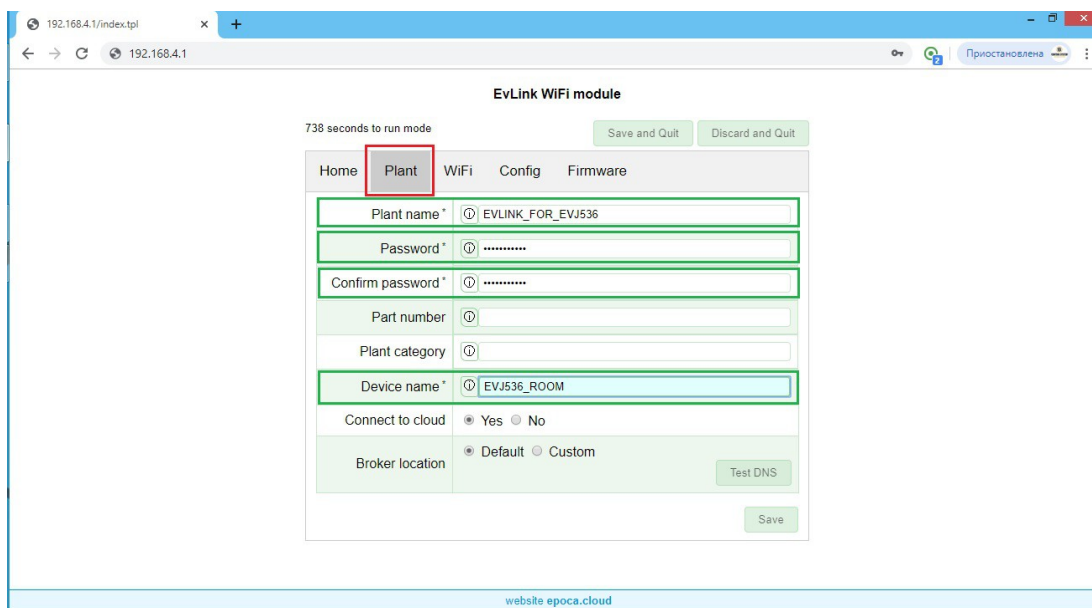 192.168.4.1/index.tpl
192.168.4.1
2
Приостановлена
EvLink WiFi module
738 seconds to run mode
Save and Quit Discard and Quit
Home Plant WiFi Config Firmware
Plant name * EVLINK_FOR_EVJ536
Password * •••••••••••
Confirm password * •••••••••••
Part number
Plant category
Device name * EVJ536_ROOM
Connect to cloud Yes No
Broker location Default Custom
Test DNS
Save
website epoca.cloud